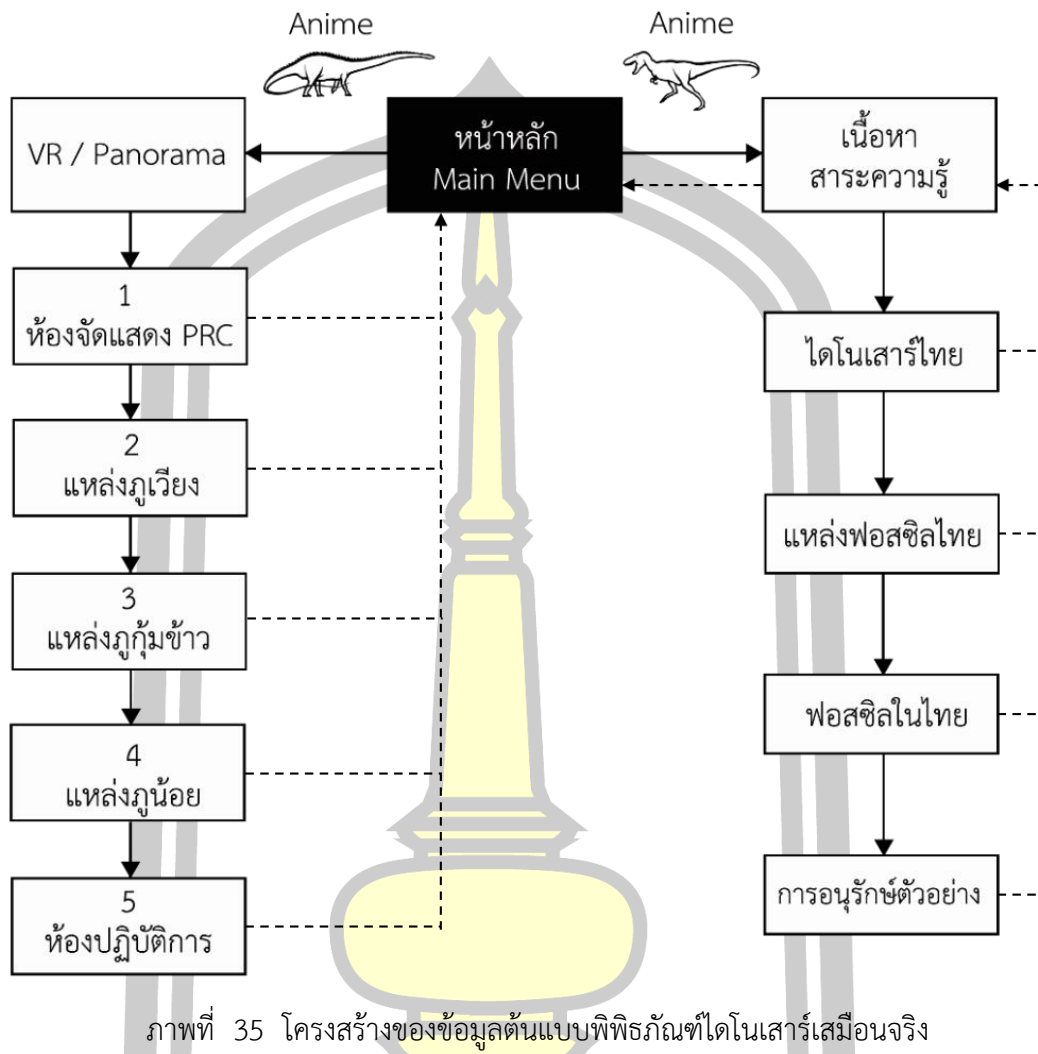 Anime
Anime
VR / Panorama
หน้าหลัก
Main Menu
เนื้อหา
สาระความรู้
1
ห้องจัดแสดง PRC
2
แหล่งภูเวียง
3
แหล่งภูกุ้มข้าว
4
แหล่งภูน้อย
5
ห้องปฏิบัติการ
ไดโนเสาร์ไทย
แหล่งฟอสซิลไทย
ฟอสซิลในไทย
การอนุรักษ์ตัวอย่าง
ภาพที่ 35 โครงสร้างของข้อมูลต้นแบบพิพิธภัณฑ์ไดโนเสาร์เสมือนจริง